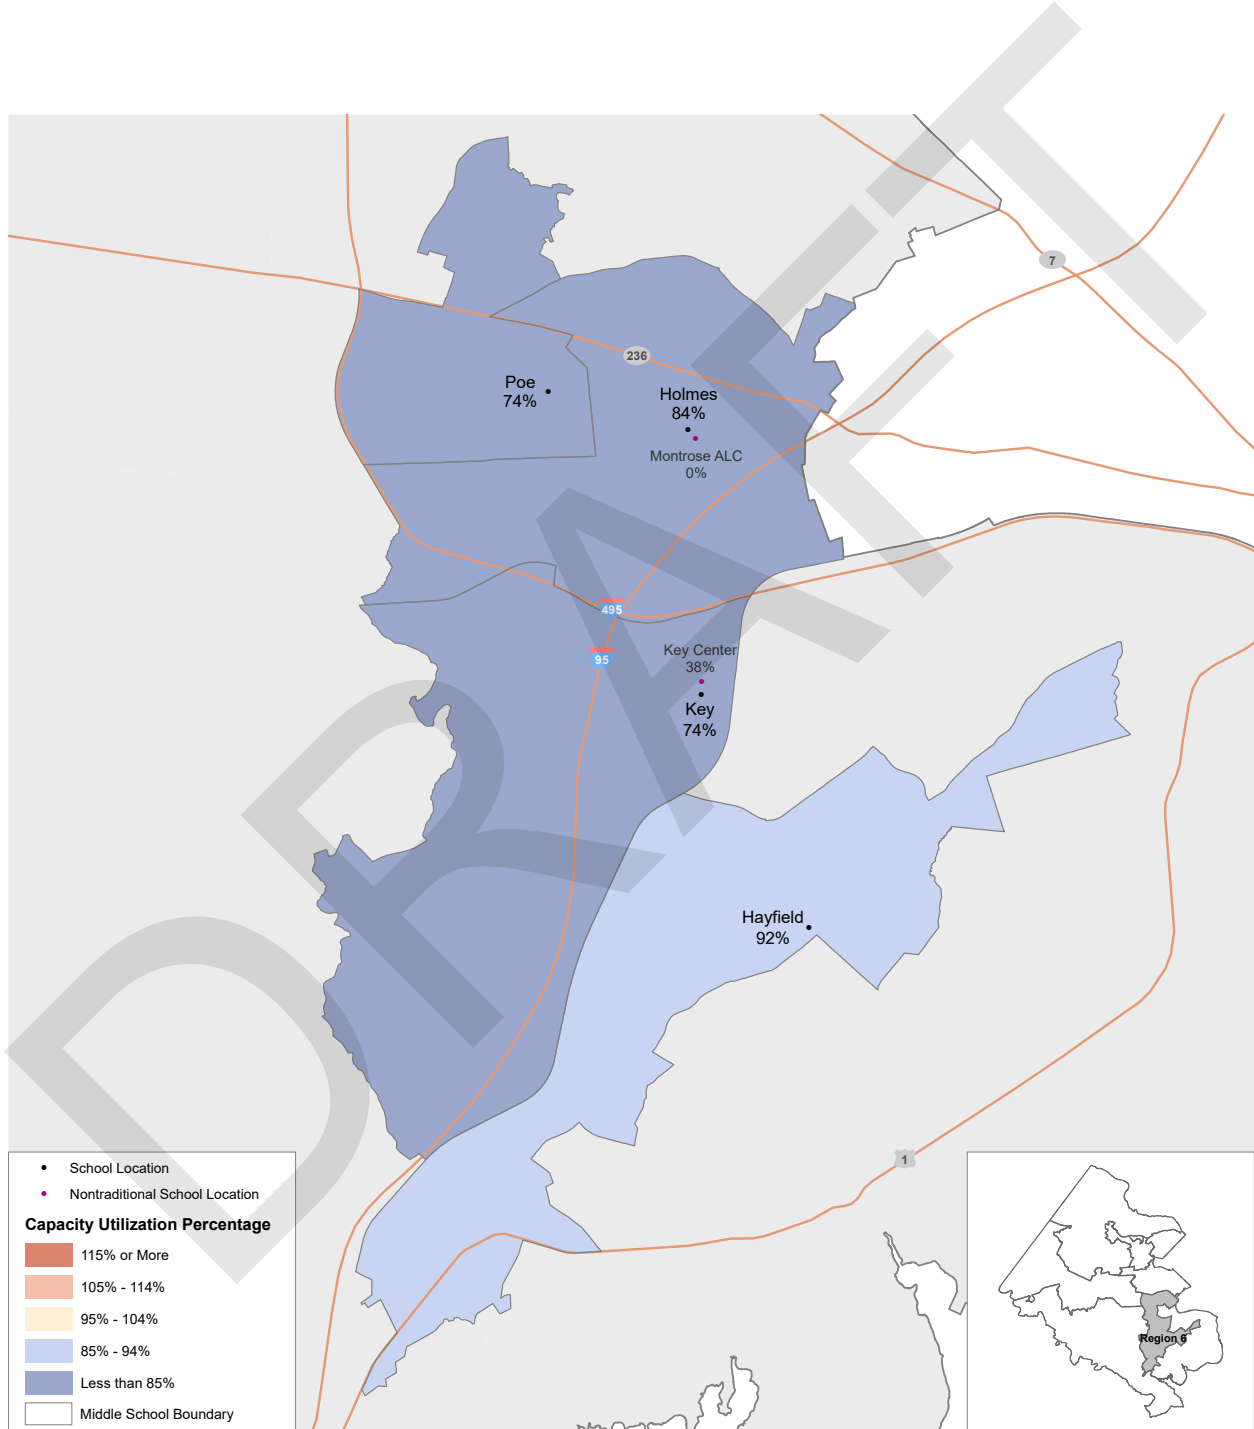 DRAFT
7
236
Poe
74%
Holmes
84%
Montrose ALC
0%
495
95
Key Center
38%
Key
74%
Hayfield
92%
1
School Location
Nontraditional School Location
Capacity Utilization Percentage
115% or More
105% - 114%
95% - 104%
85% - 94%
Less than 85%
Middle School Boundary
Region 6